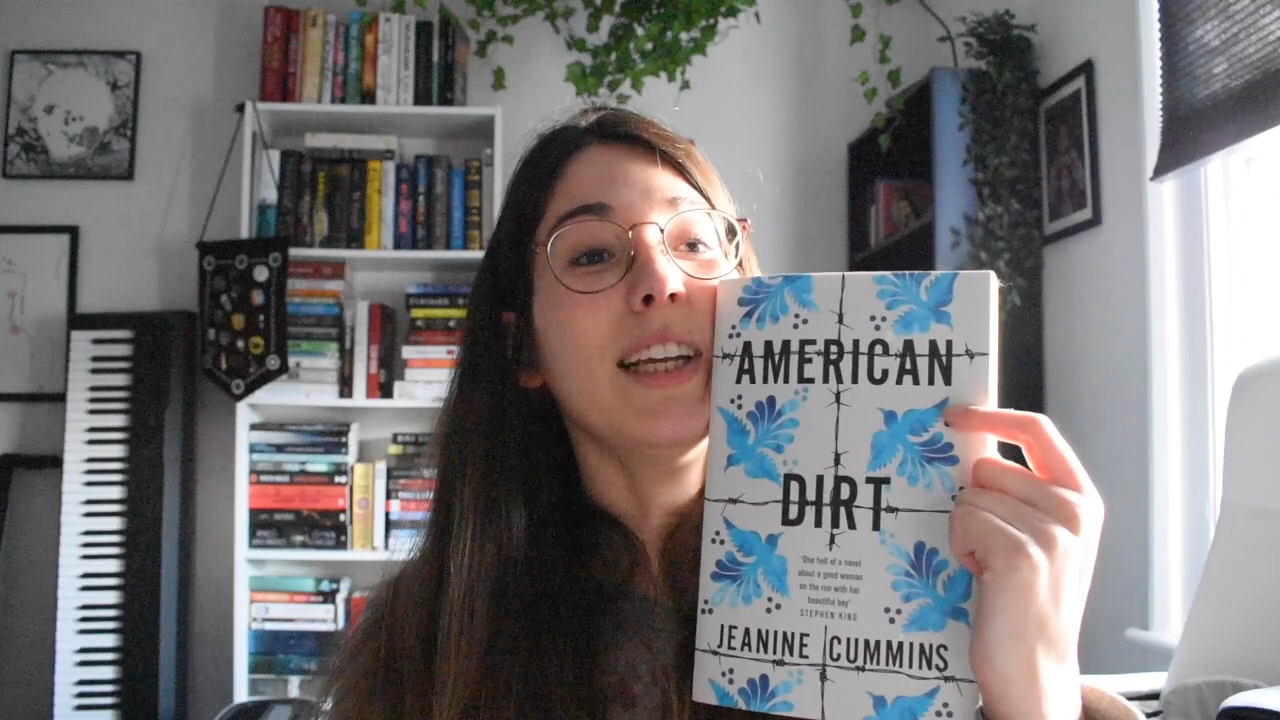 AMERICAN
DIRT
'One hell of a novel
about a good woman
on the run with her
beautiful boy'
STEPHEN KING
JEANINE CUMMINS